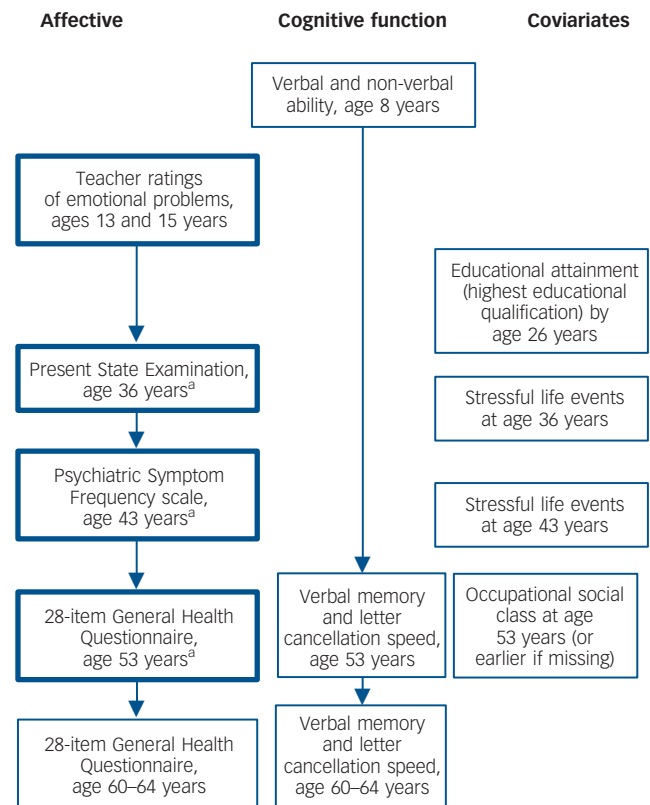 Affective
Cognitive function
Coviariates
Verbal and non-verbal
ability, age 8 years
Teacher ratings
of emotional problems,
ages 13 and 15 years
Educational attainment
(highest educational
qualification) by
age 26 years
Present State Examination,
age 36 yearsᵃ
Stressful life events
at age 36 years
Psychiatric Symptom
Frequency scale,
age 43 yearsᵃ
Stressful life events
at age 43 years
28-item General Health
Questionnaire,
age 53 yearsᵃ
Verbal memory
and letter
cancellation speed,
age 53 years
Occupational social
class at age
53 years (or
earlier if missing)
28-item General Health
Questionnaire,
age 60–64 years
Verbal memory
and letter
cancellation speed,
age 60–64 years